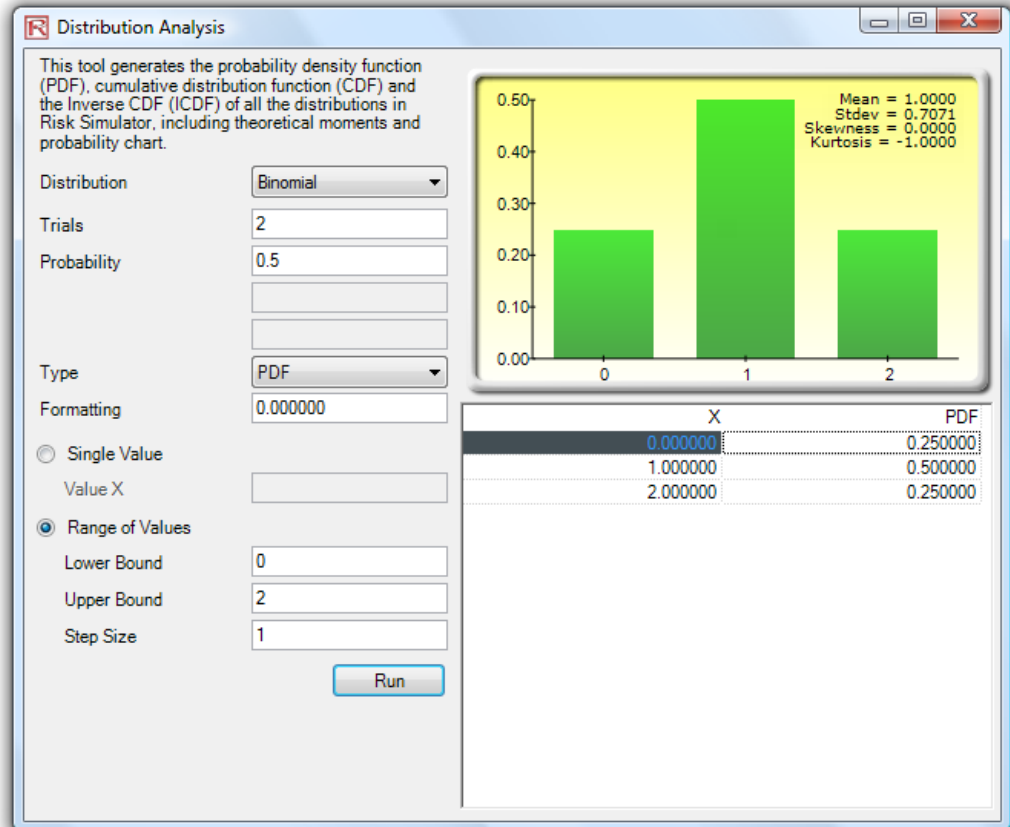 Distribution Analysis
This tool generates the probability density function
(PDF), cumulative distribution function (CDF) and
the Inverse CDF (ICDF) of all the distributions in
Risk Simulator, including theoretical moments and
probability chart.
Distribution Binomial
Trials 2
Probability 0.5
Type PDF
Formatting 0.000000
Single Value
Value X
Range of Values
Lower Bound 0
Upper Bound 2
Step Size 1
Run
Mean = 1.0000
Stdev = 0.7071
Skewness = 0.0000
Kurtosis = -1.0000
0.50
0.40
0.30
0.20
0.10
0.00
0 1 2
X PDF
0.000000 0.250000
1.000000 0.500000
2.000000 0.250000